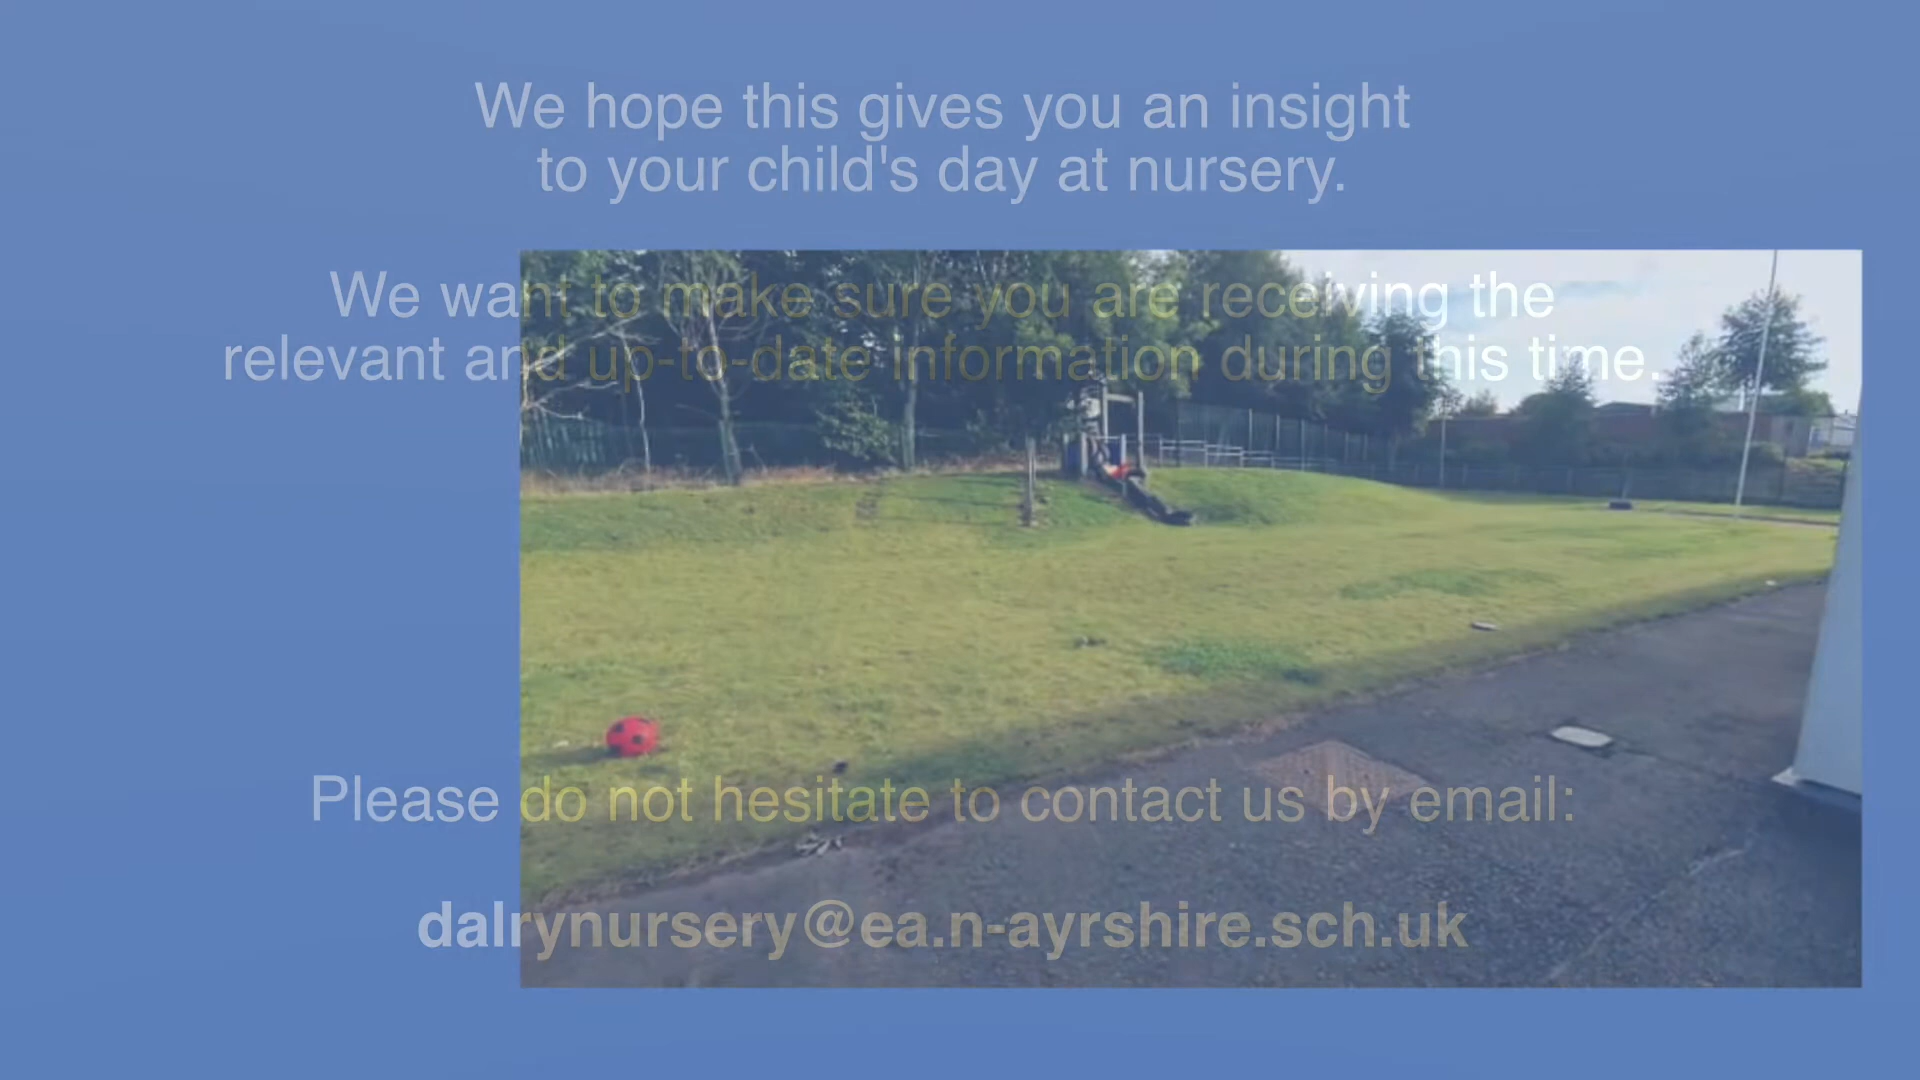 We hope this gives you an insight
to your child's day at nursery.
We want to make sure you are receiving the
relevant and up-to-date information during this time.
Please do not hesitate to contact us by email:
dalrynursery@ea.n-ayrshire.sch.uk